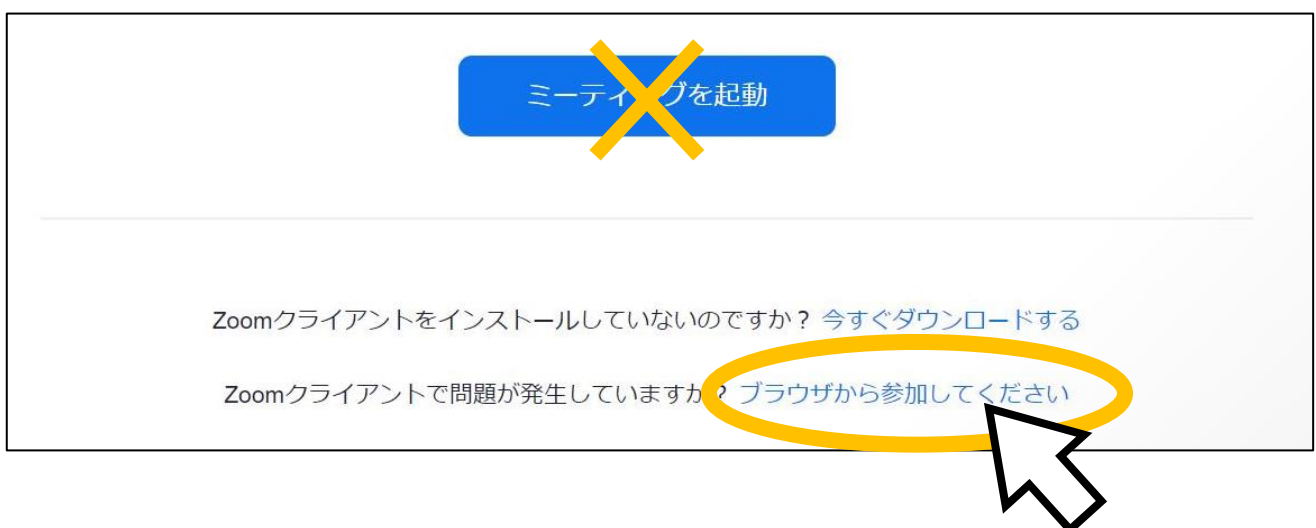 ミーティングを起動
Zoomクライアントをインストールしていないのですか？ 今すぐダウンロードする
Zoomクライアントで問題が発生していますか？ ブラウザから参加してください